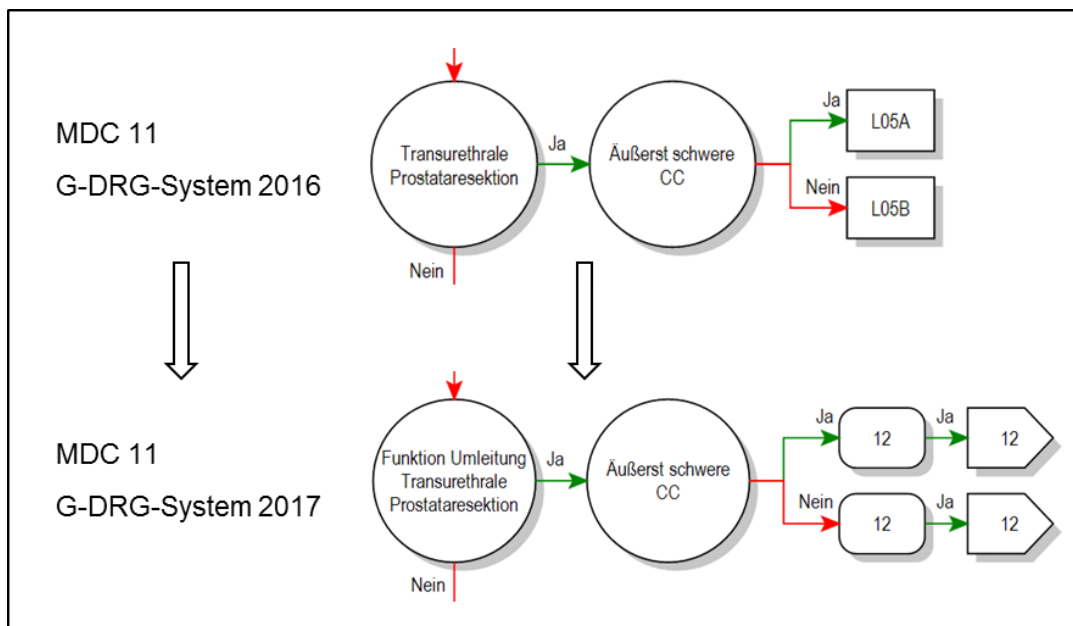 MDC 11
G-DRG-System 2016
Transurethrale
Prostataresektion
Ja
Nein
Äußerst schwere
CC
Ja
L05A
Nein
L05B
MDC 11
G-DRG-System 2017
Funktion Umleitung
Transurethrale
Prostataresektion
Ja
Nein
Äußerst schwere
CC
Ja
12
Ja
12
Nein
12
Ja
12